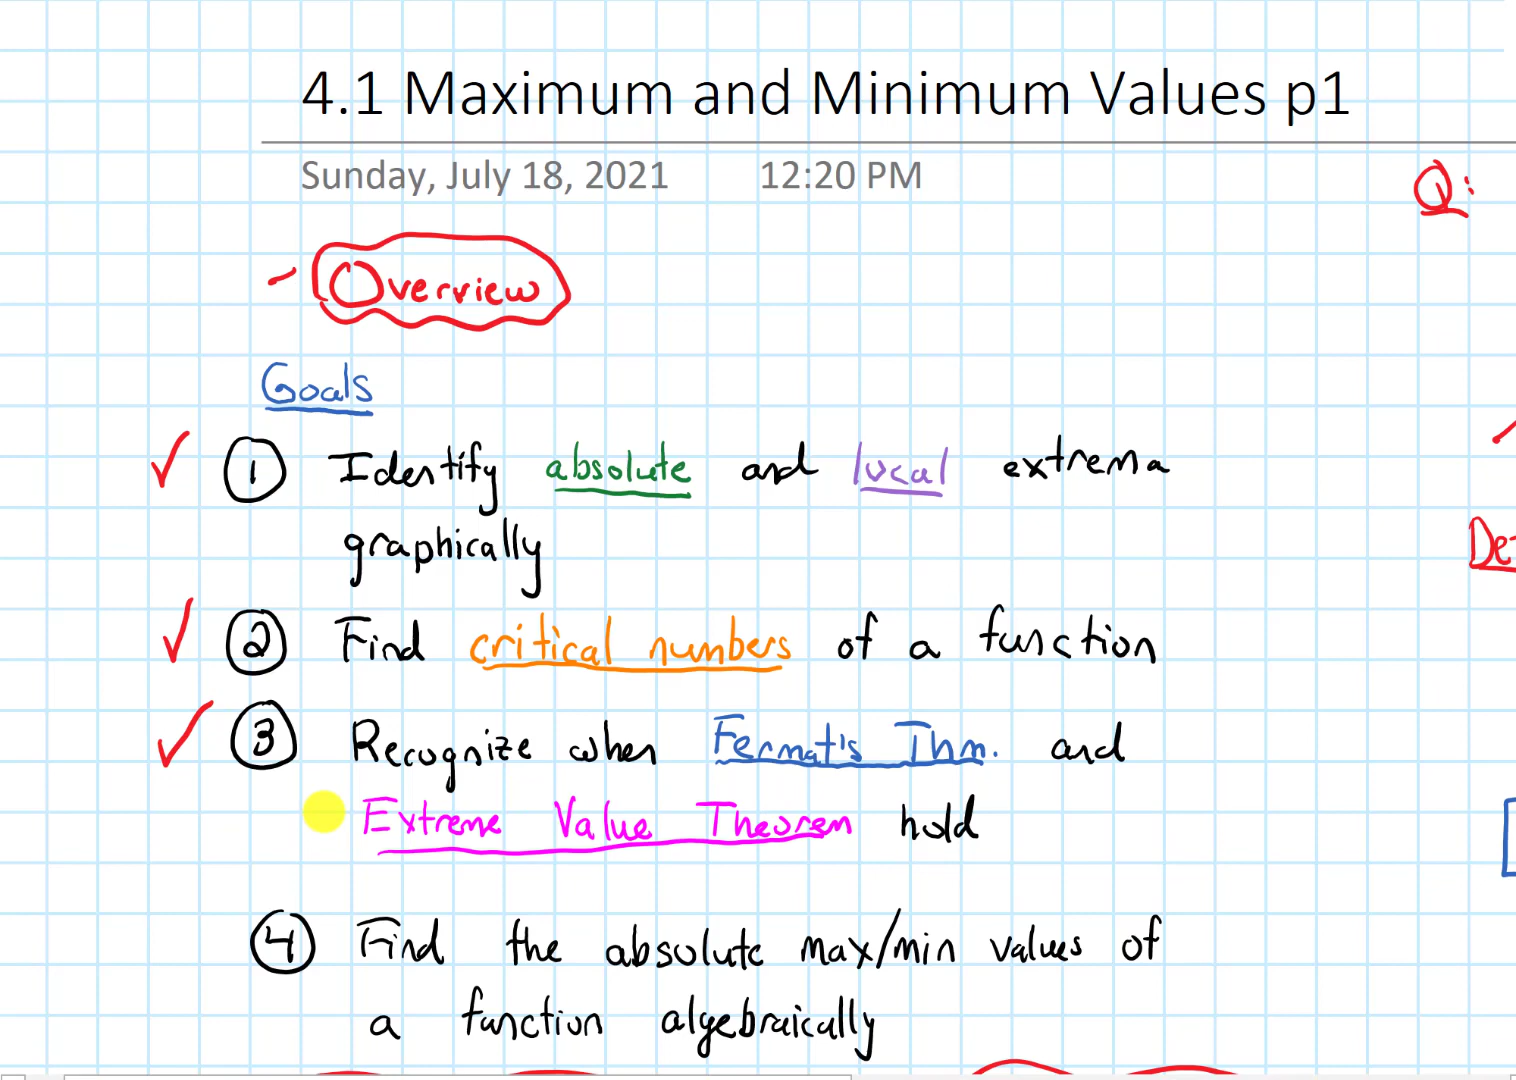 4.1 Maximum and Minimum Values p1
Sunday, July 18, 2021 12:20 PM
Q:
- Overview
Goals
① Identify absolute and local extrema
graphically
② Find critical numbers of a function
③ Recognize when Fermat's Thm. and
Extreme Value Theorem hold
④ Find the absolute max/min values of
a function algebraically